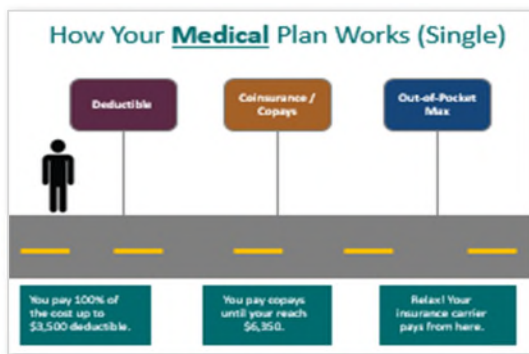 How Your Medical Plan Works (Single)
Deductible
Coinsurance /
Copays
Out-of-Pocket
Max
You pay 100% of
the cost up to
$3,500 deductible.
You pay copays
until your reach
$6,350.
Relax! Your
insurance carrier
pays from here.